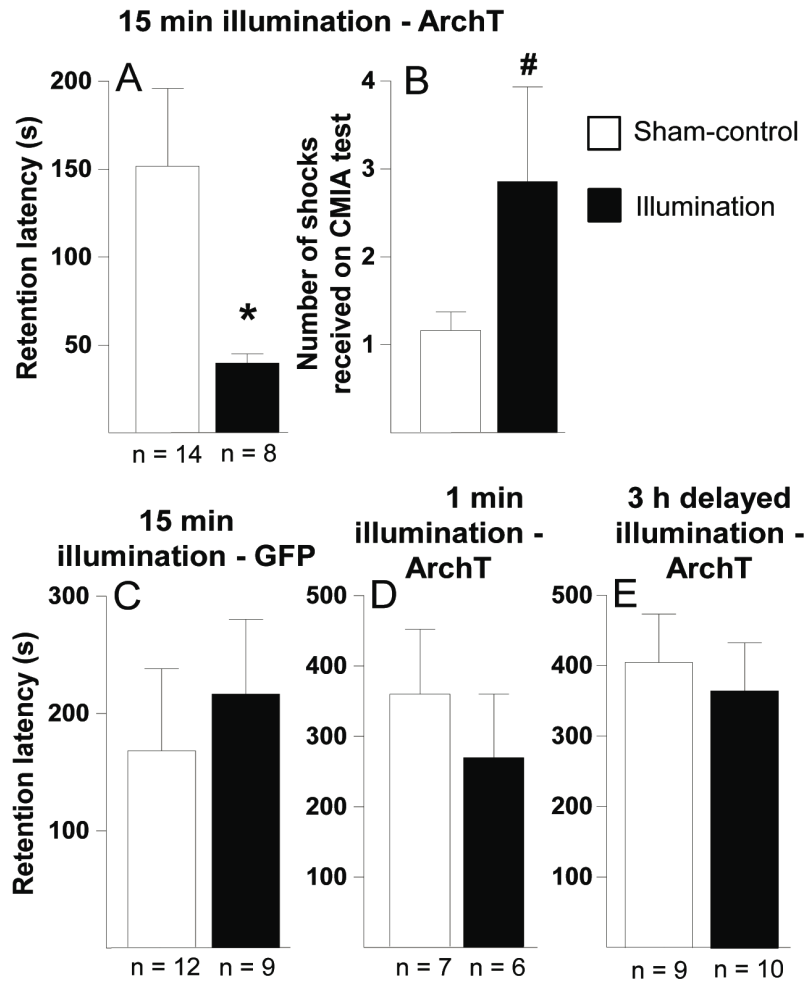 15 min illumination - ArchT
A
200
150
100
50
Retention latency (s)
*
n = 14
n = 8
B
4
3
2
1
Number of shocks
received on CMIA test
#
Sham-control
Illumination
15 min
illumination - GFP
C
300
200
100
Retention latency (s)
n = 12
n = 9
1 min
illumination -
ArchT
D
500
400
300
200
100
n = 7
n = 6
3 h delayed
illumination -
ArchT
E
500
400
300
200
100
n = 9
n = 10